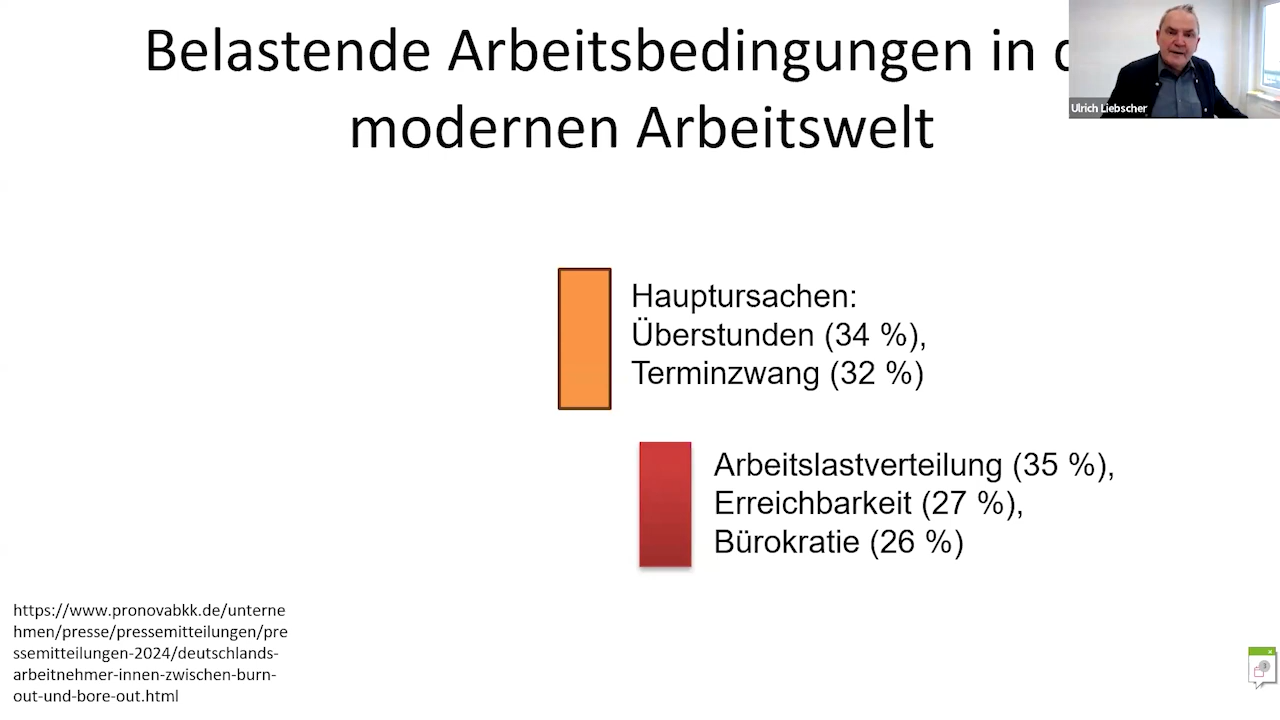 Belastende Arbeitsbedingungen in d
modernen Arbeitswelt
Ulrich Liebscher
Hauptursachen:
Überstunden (34 %),
Terminzwang (32 %)
Arbeitslastverteilung (35 %),
Erreichbarkeit (27 %),
Bürokratie (26 %)
https://www.pronovabkk.de/unterne
hmen/presse/pressemitteilungen/pre
ssemitteilungen-2024/deutschlands-
arbeitnehmer-innen-zwischen-burn-
out-und-bore-out.html